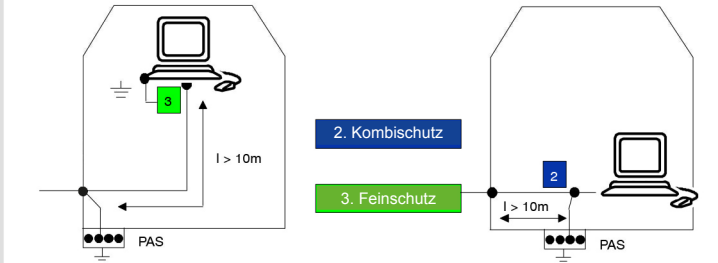 3
l > 10m
PAS
2. Kombischutz
3. Feinschutz
2
l > 10m
PAS